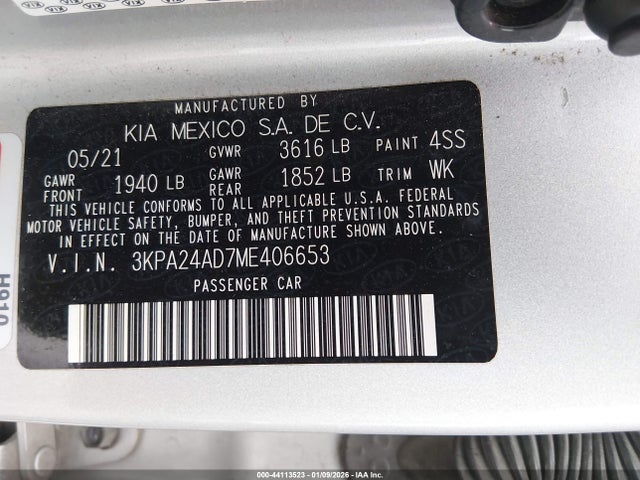 MANUFACTURED BY
KIA MEXICO S.A. DE C.V.
05/21 GVWR 3616 LB PAINT 4SS
GAWR FRONT 1940 LB GAWR REAR 1852 LB TRIM WK
THIS VEHICLE CONFORMS TO ALL APPLICABLE U.S.A. FEDERAL
MOTOR VEHICLE SAFETY, BUMPER, AND THEFT PREVENTION STANDARDS
IN EFFECT ON THE DATE OF MANUFACTURE SHOWN ABOVE.
V.I.N. 3KPA24AD7ME406653
PASSENGER CAR
H910
000-44113523 | 01/09/2026 | IAA Inc.